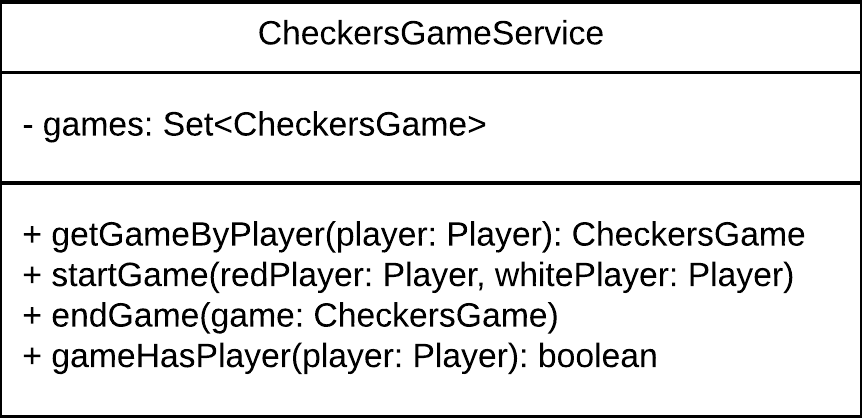 CheckersGameService
- games: Set<CheckersGame>
+ getGameByPlayer(player: Player): CheckersGame
+ startGame(redPlayer: Player, whitePlayer: Player)
+ endGame(game: CheckersGame)
+ gameHasPlayer(player: Player): boolean